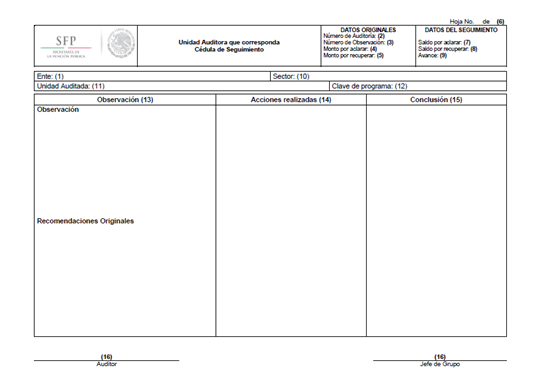 Hoja No. de (6)
SFP
SECRETARÍA DE
LA FUNCIÓN PÚBLICA
Unidad Auditora que corresponda
Cédula de Seguimiento
DATOS ORIGINALES
Número de Auditoría: (2)
Número de Observación: (3)
Monto por aclarar: (4)
Monto por recuperar: (5)
DATOS DEL SEGUIMIENTO
Saldo por aclarar: (7)
Saldo por recuperar: (8)
Avance: (9)
Ente: (1) Sector: (10)
Unidad Auditada: (11) Clave de programa: (12)
Observación (13) Acciones realizadas (14) Conclusión (15)
Observación
Recomendaciones Originales
(16) (16)
Auditor Jefe de Grupo